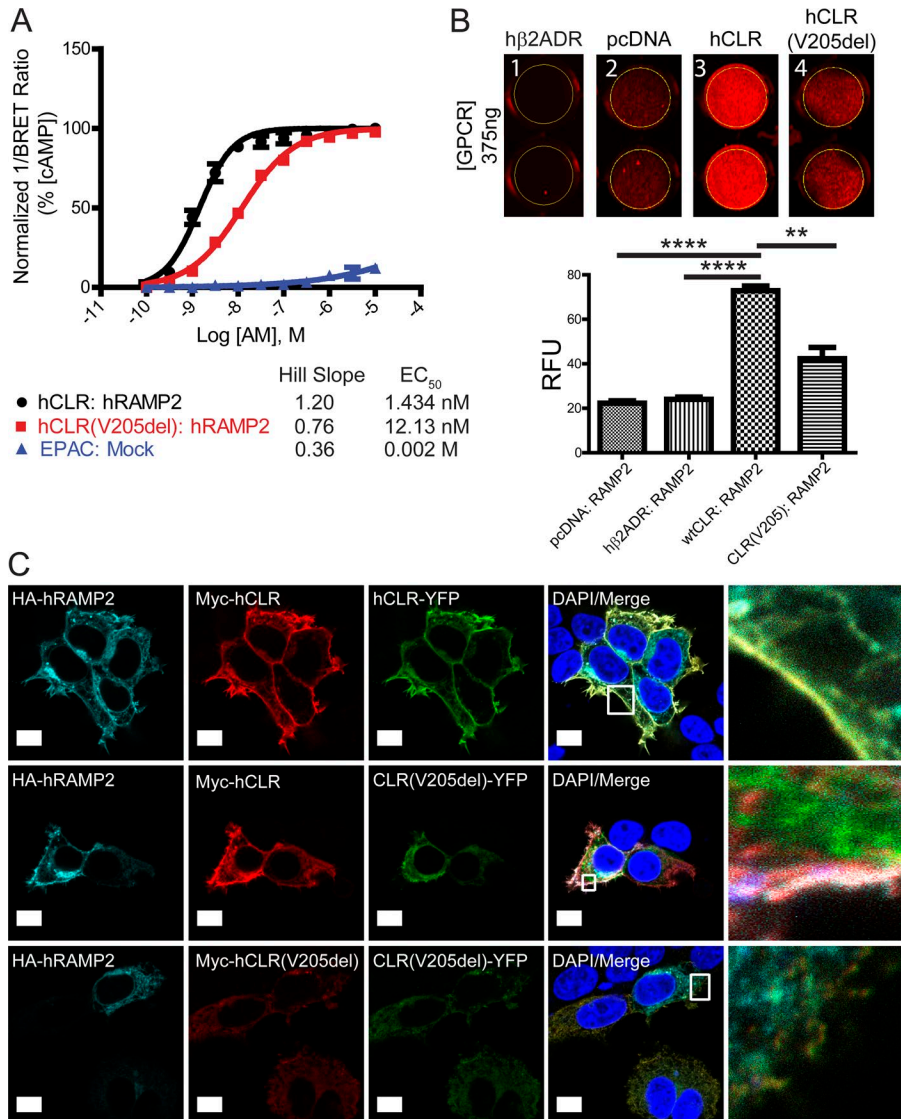 A
Normalized 1/BRET Ratio
(% [cAMP])
150
100
50
0
-11
-10
-9
-8
-7
-6
-5
-4
Log [AM], M
Hill Slope EC50
hCLR: hRAMP2 1.20 1.434 nM
hCLR(V205del): hRAMP2 0.76 12.13 nM
EPAC: Mock 0.36 0.002 M
B
hβ2ADR pcDNA hCLR hCLR
(V205del)
[GPCR]
375ng
1 2 3 4
**** **
****
RFU
80
60
40
20
0
pcDNA: RAMP2
hβ2ADR: RAMP2
wtCLR: RAMP2
CLR(V205): RAMP2
C
HA-hRAMP2 Myc-hCLR hCLR-YFP DAPI/Merge
HA-hRAMP2 Myc-hCLR CLR(V205del)-YFP DAPI/Merge
HA-hRAMP2 Myc-hCLR(V205del) CLR(V205del)-YFP DAPI/Merge